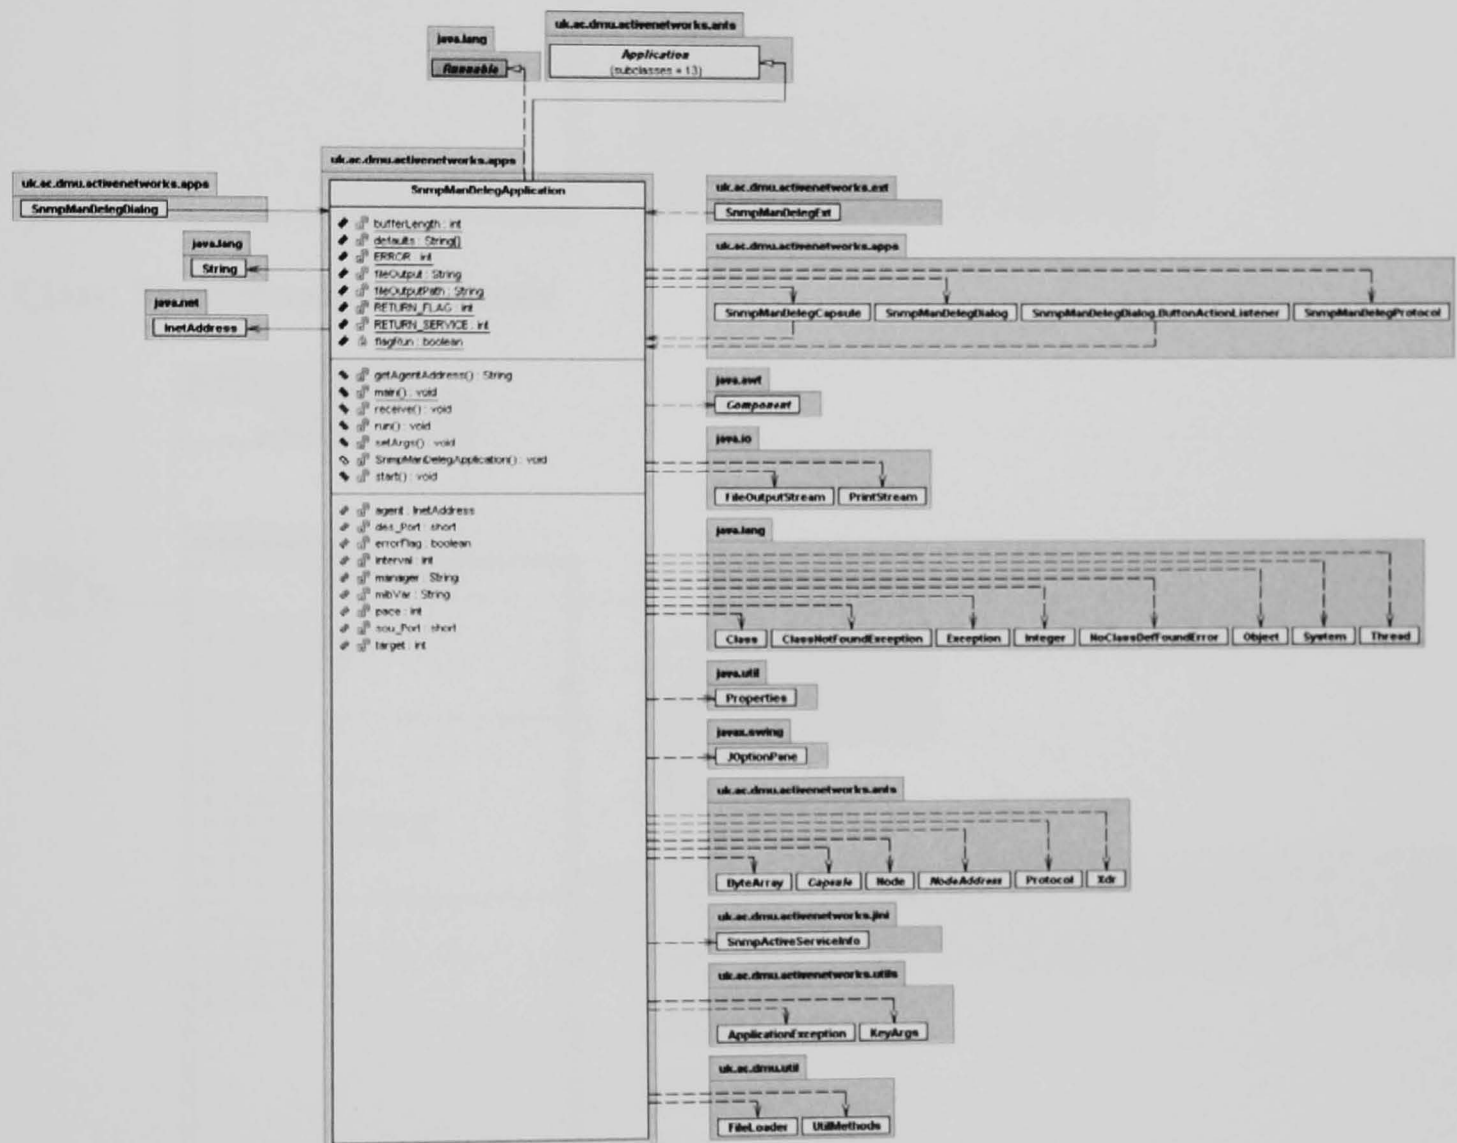 uk.ac.dmu.activenetworks.ants
java.lang
Application
(subclasses = 13)
Runnable
uk.ac.dmu.activenetworks.apps
SnmpManDelegApplication
uk.ac.dmu.activenetworks.apps
SnmpManDelegDialog
java.lang
String
java.net
InetAddress
bufferLength : int
defaults : String[]
ERROR : int
fileOutput : String
fileOutputPath : String
RETURN_FLAG : int
RETURN_SERVICE : int
flagRun : boolean
getAgentAddress() : String
main() : void
receive() : void
run() : void
setArgs() : void
SnmpManDelegApplication() : void
start() : void
agent : InetAddress
des_Port : short
errorFlag : boolean
interval : int
manager : String
mibVar : String
pace : int
sou_Port : short
target : int
uk.ac.dmu.activenetworks.ext
SnmpManDelegExt
uk.ac.dmu.activenetworks.apps
SnmpManDelegCapsule SnmpManDelegDialog SnmpManDelegDialog.ButtonActionListener SnmpManDelegProtocol
java.awt
Component
java.io
FileOutputStream PrintStream
java.lang
Class ClassNotFoundException Exception Integer NoClassDefFoundError Object System Thread
java.util
Properties
javax.swing
JOptionPane
uk.ac.dmu.activenetworks.ants
ByteArray Capsule Node NodeAddress Protocol Xdr
uk.ac.dmu.activenetworks.jini
SnmpActiveServiceInfo
uk.ac.dmu.activenetworks.utils
ApplicationException KeyArgs
uk.ac.dmu.util
FileLoader UtilMethods